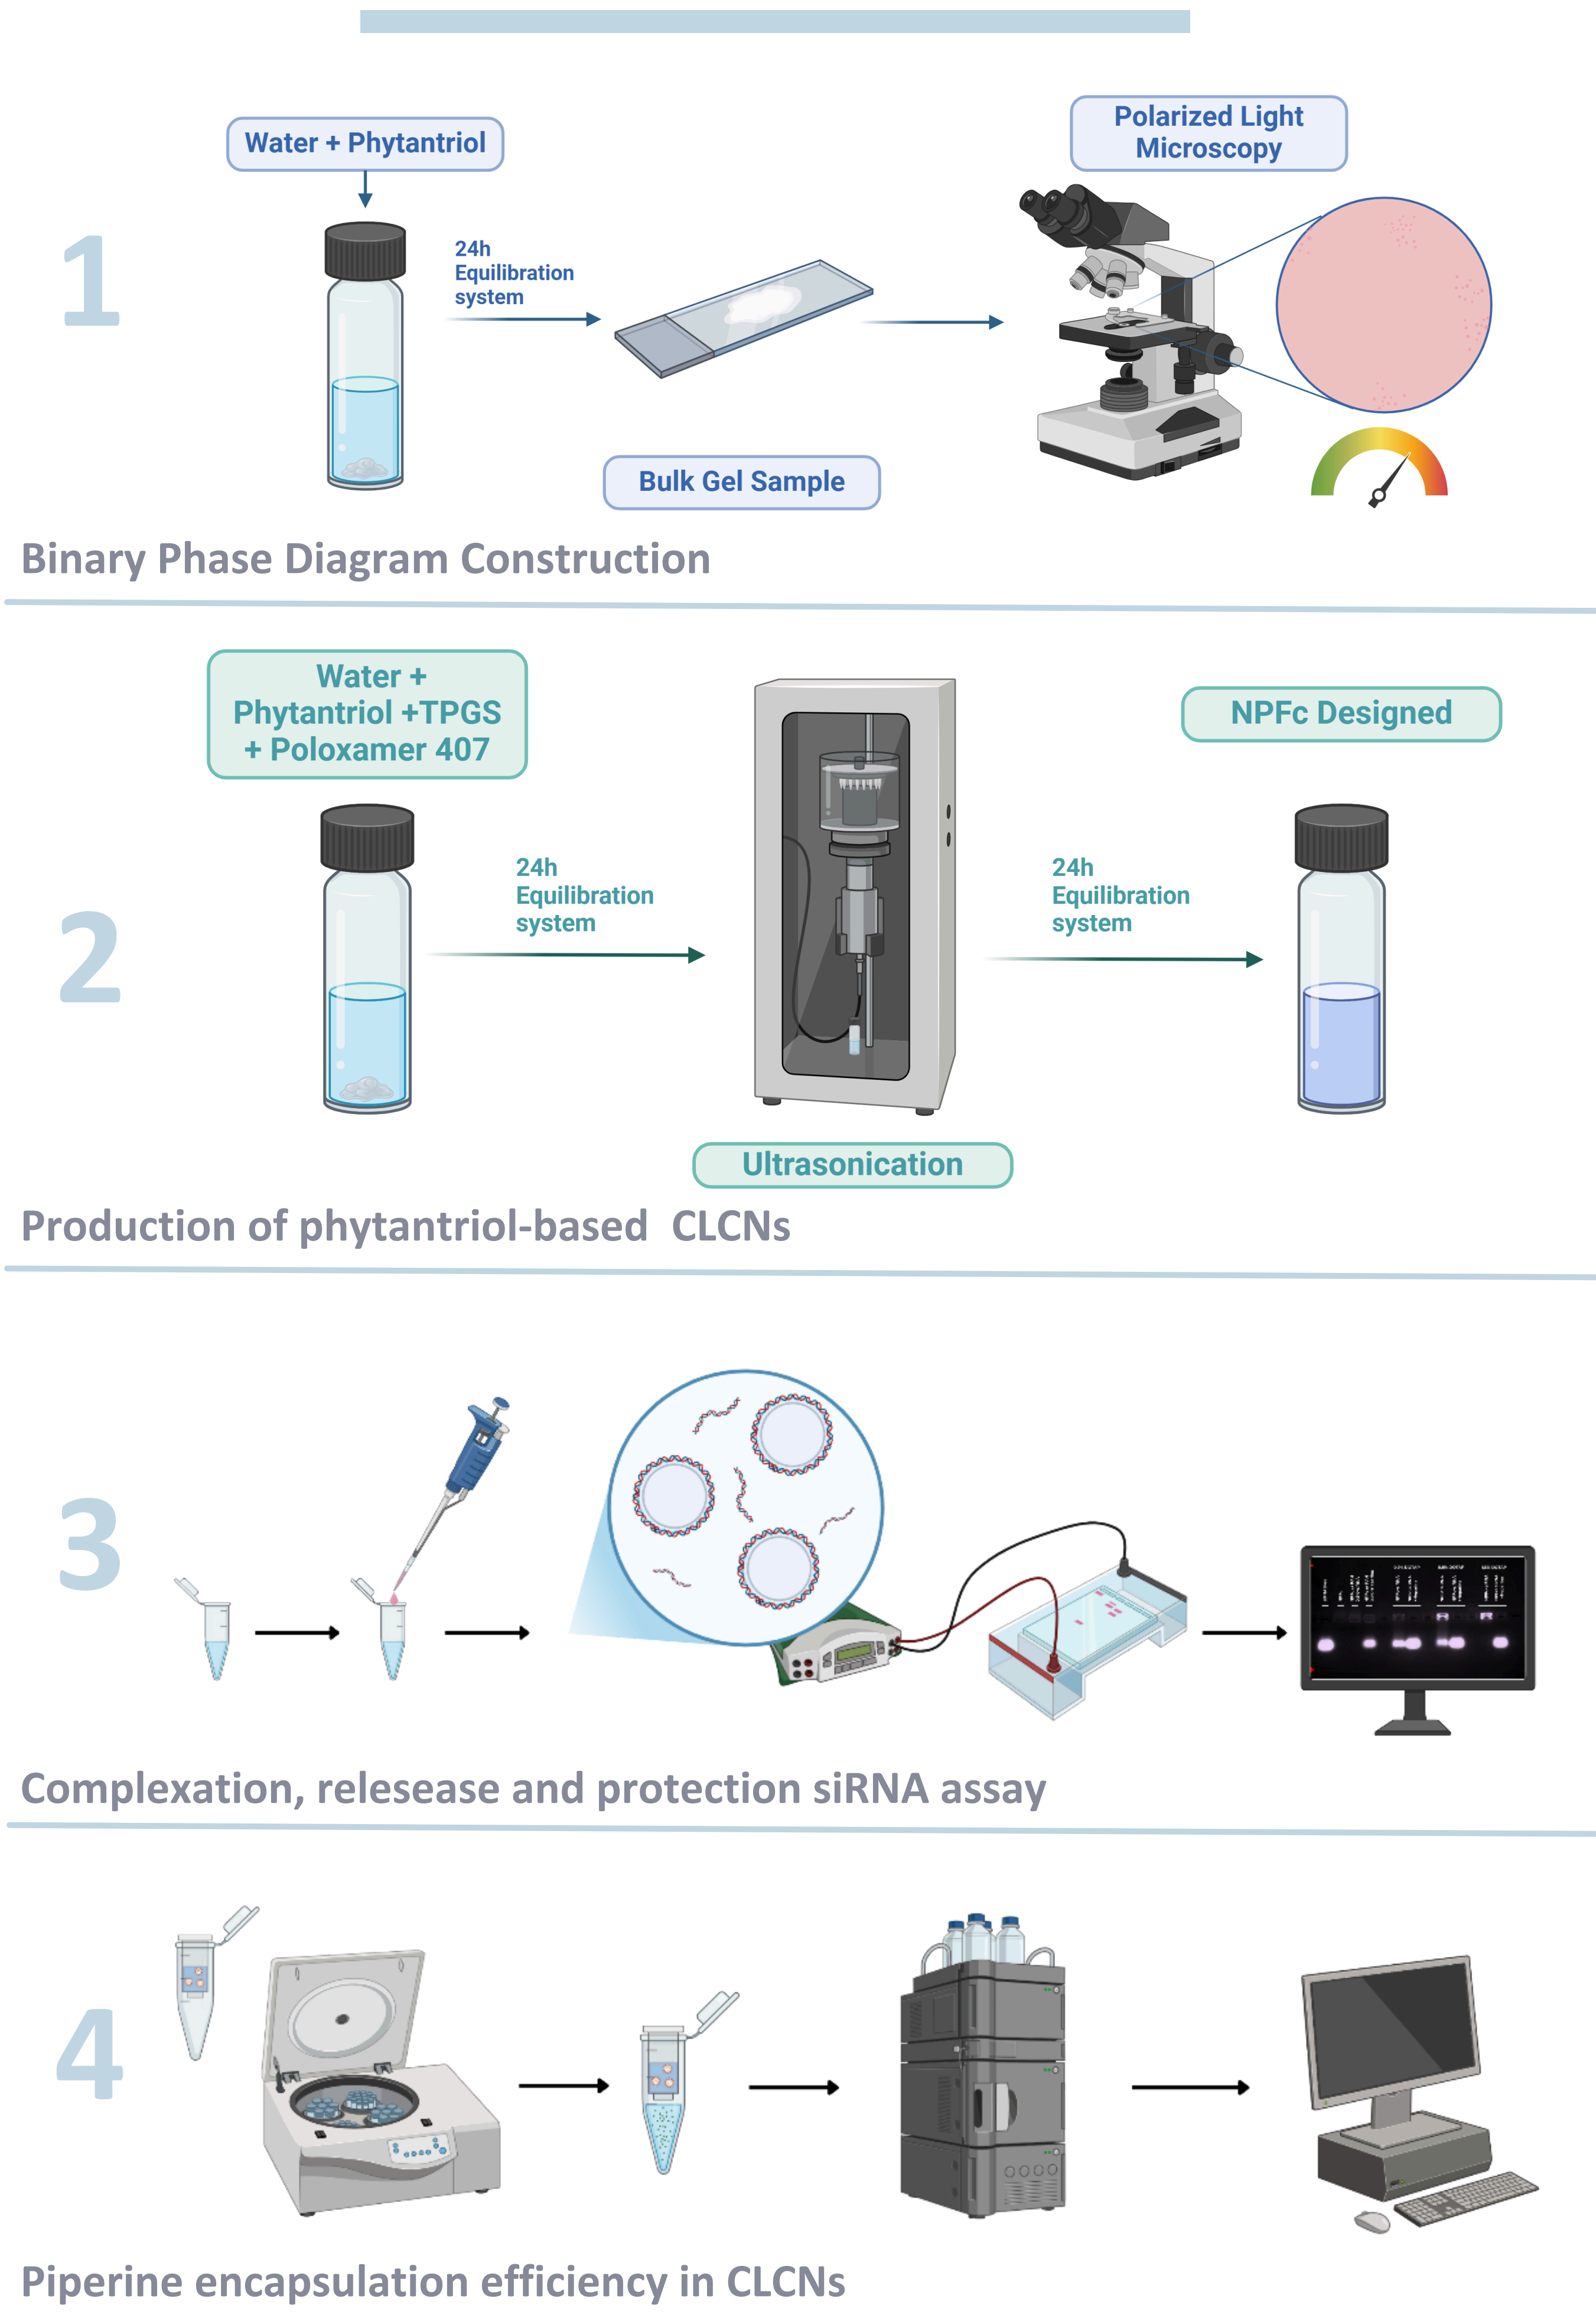 Water + Phytantriol
Polarized Light
Microscopy
1
24h
Equilibration
system
Bulk Gel Sample
Binary Phase Diagram Construction
Water +
Phytantriol +TPGS
+ Poloxamer 407
NPFc Designed
2
24h
Equilibration
system
24h
Equilibration
system
Ultrasonication
Production of phytantriol-based CLCNs
3
Complexation, relesease and protection siRNA assay
4
Piperine encapsulation efficiency in CLCNs